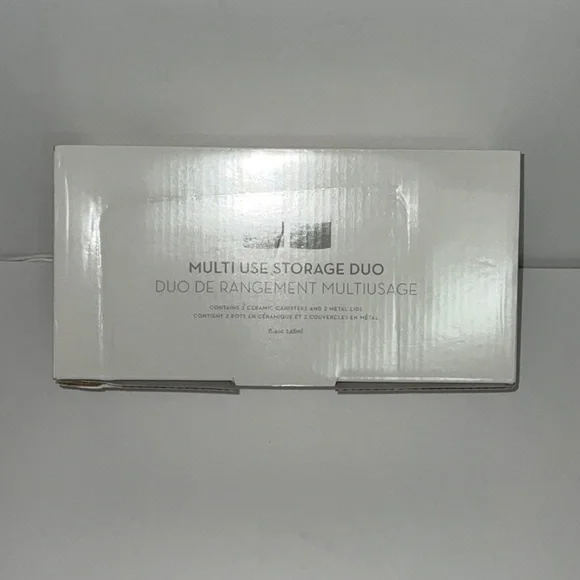 MULTI USE STORAGE DUO
DUO DE RANGEMENT MULTIUSAGE
CONTAINS 2 CERAMIC CANISTERS AND 2 METAL LIDS
CONTIENT 2 POTS EN CÉRAMIQUE ET 2 COUVERCLES EN MÉTAL